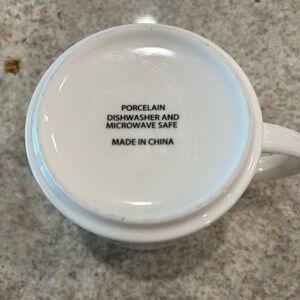 PORCELAIN
DISHWASHER AND
MICROWAVE SAFE
MADE IN CHINA